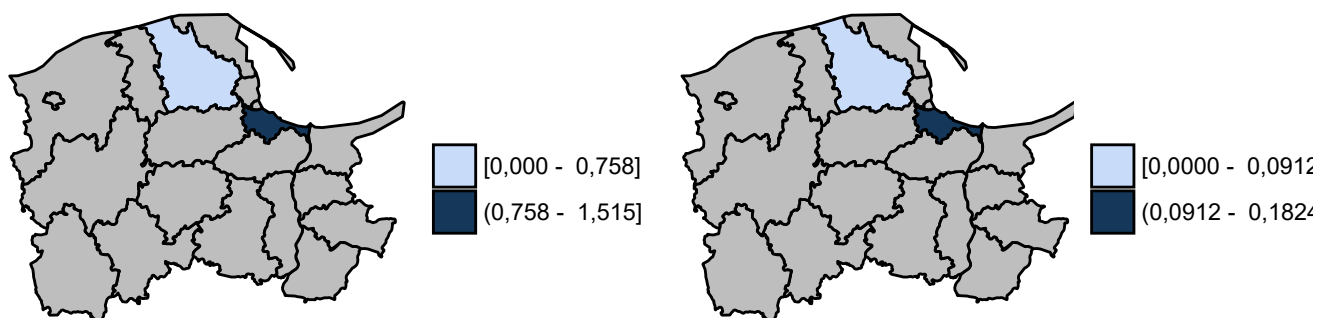 [0,000 - 0,758]
(0,758 - 1,515]
[0,0000 - 0,0912
(0,0912 - 0,1824